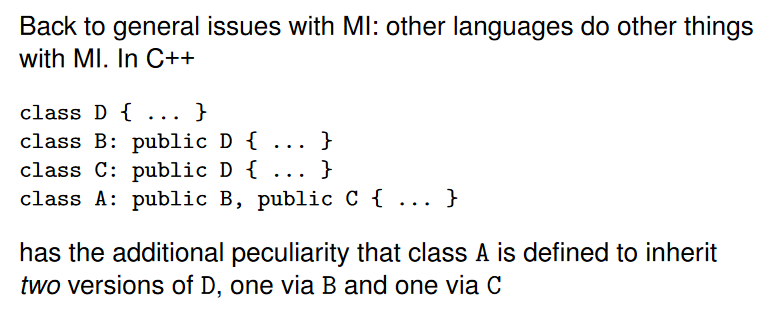 Back to general issues with MI: other languages do other things
with MI. In C++
class D { ... }
class B: public D { ... }
class C: public D { ... }
class A: public B, public C { ... }
has the additional peculiarity that class A is defined to inherit
two versions of D, one via B and one via C